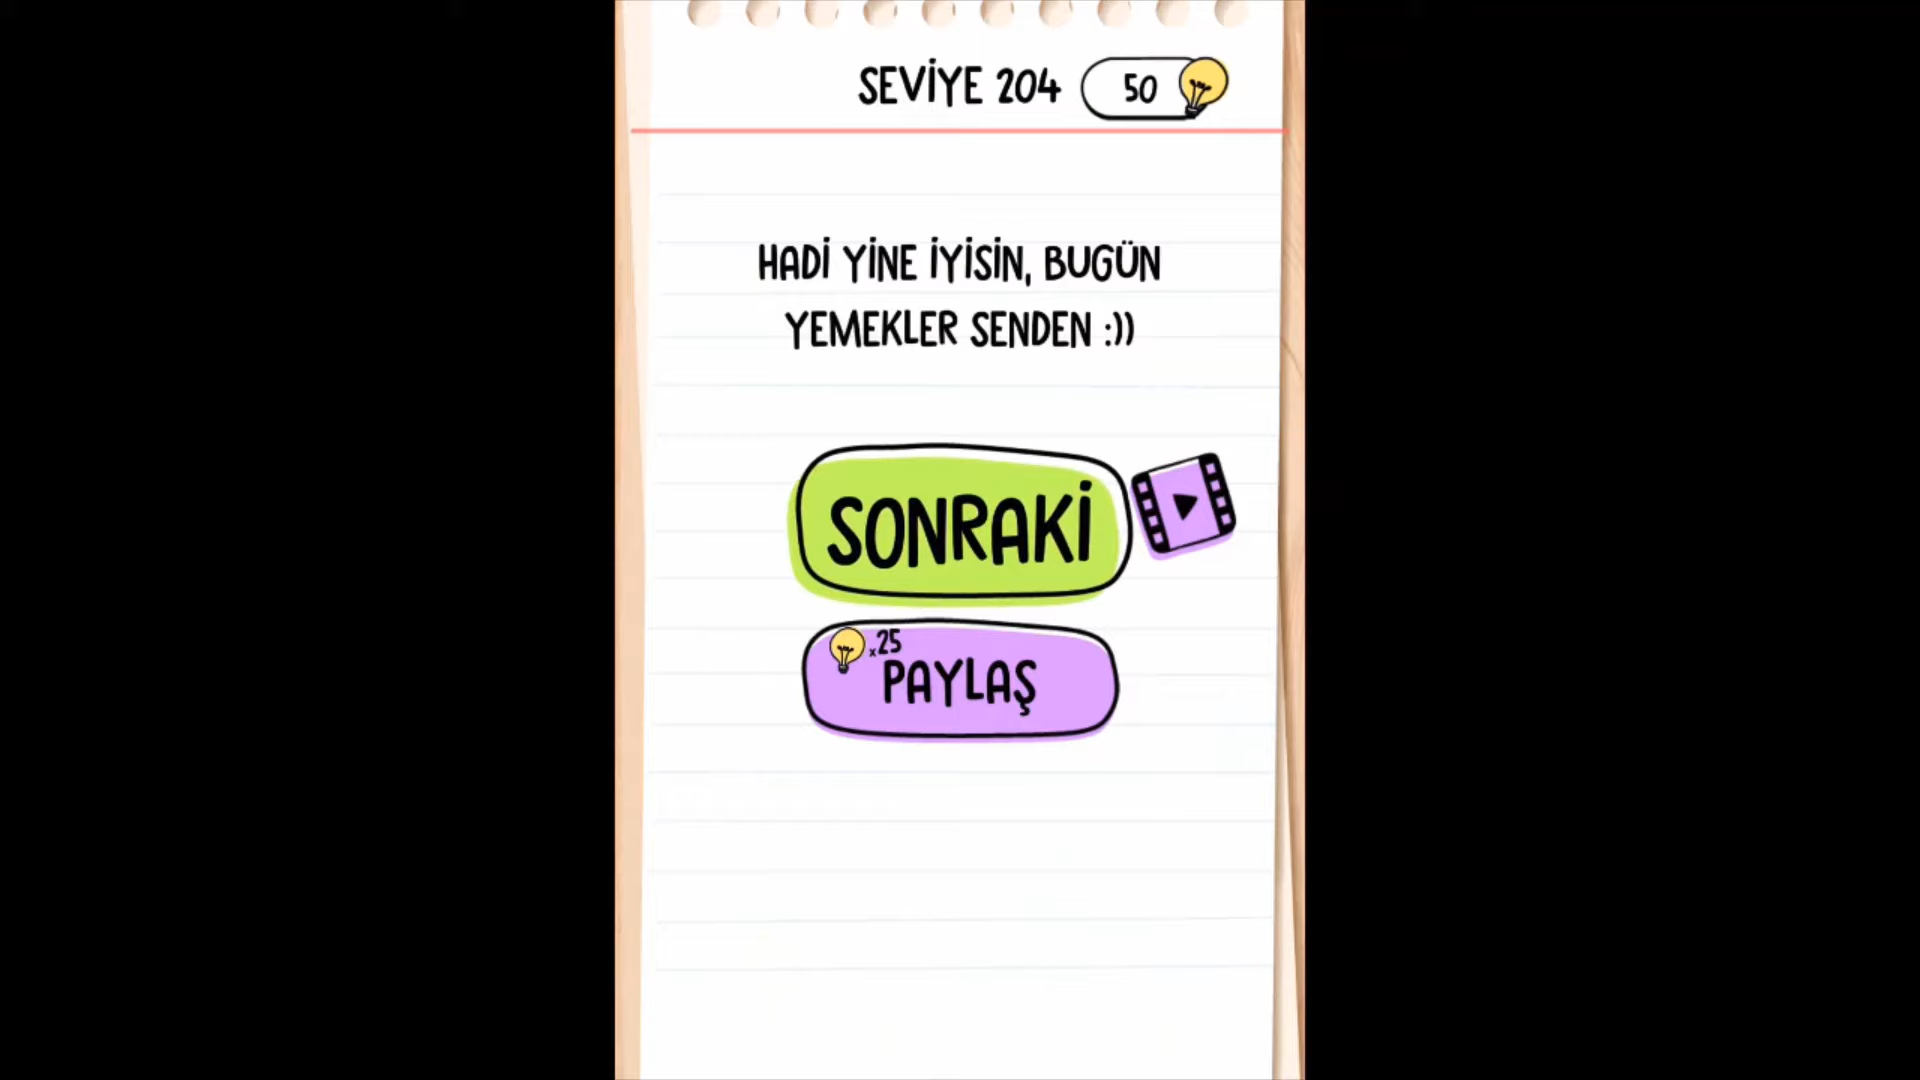 SEVİYE 204
50
HADİ YİNE İYİSİN, BUGÜN
YEMEKLER SENDEN :))
SONRAKİ
x25
PAYLAŞ